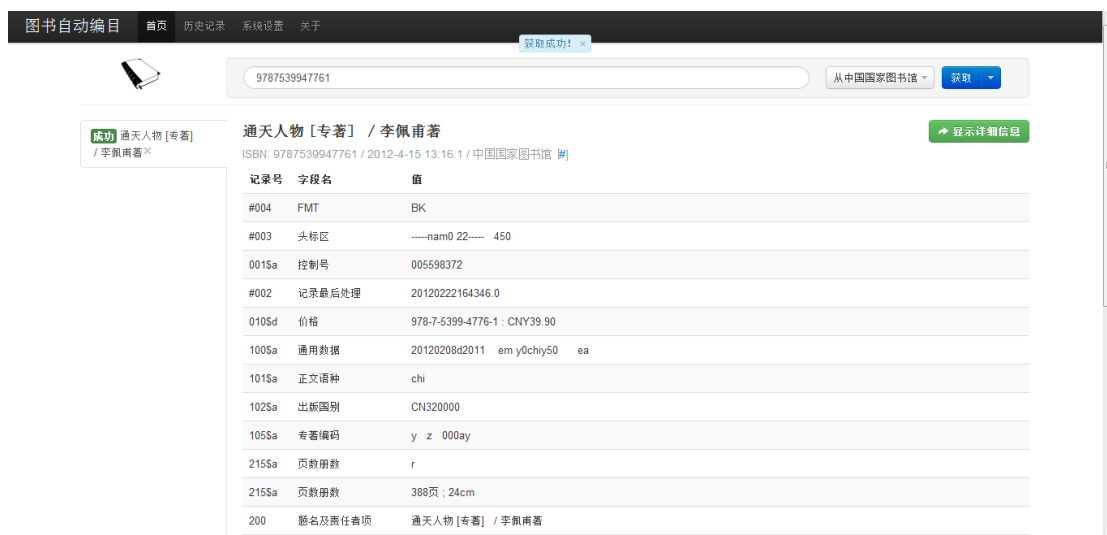 图书自动编目 首页 历史记录 系统设置 关于
获取成功! ×
9787539947761 从中国国家图书馆 获取
成功 通天人物 [专著] / 李佩甫著×
通天人物 [专著] / 李佩甫著 显示详细信息
ISBN: 9787539947761 / 2012-4-15 13:16:1 / 中国国家图书馆 [#]
记录号 字段名 值
#004 FMT BK
#003 头标区 -----nam0 22----- 450
001$a 控制号 005598372
#002 记录最后处理 20120222164346.0
010$d 价格 978-7-5399-4776-1 : CNY39.90
100$a 通用数据 20120208d2011 em y0chiy50 ea
101$a 正文语种 chi
102$a 出版国别 CN320000
105$a 专著编码 y z 000ay
215$a 页数册数 r
215$a 页数册数 388页 ; 24cm
200 题名及责任者项 通天人物 [专著] / 李佩甫著